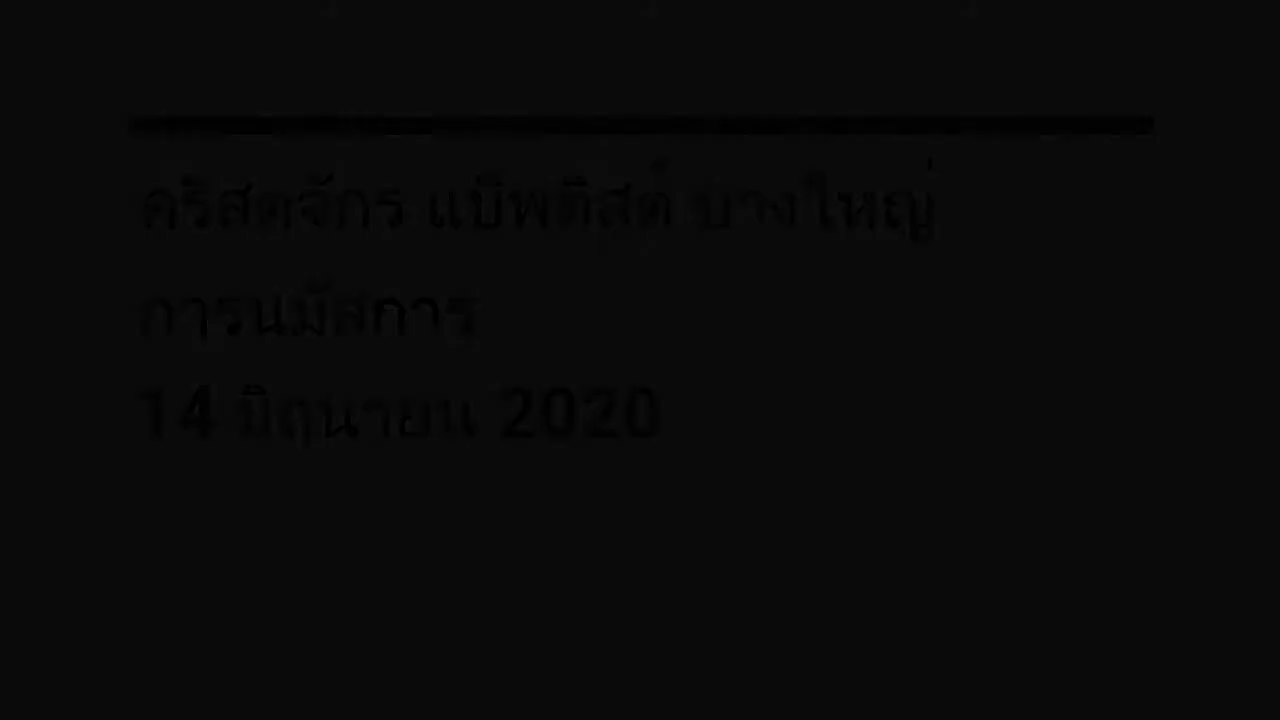 คริสตจักร แบ๊พติสต์ บางใหญ่
การนมัสการ
14 มิถุนายน 2020